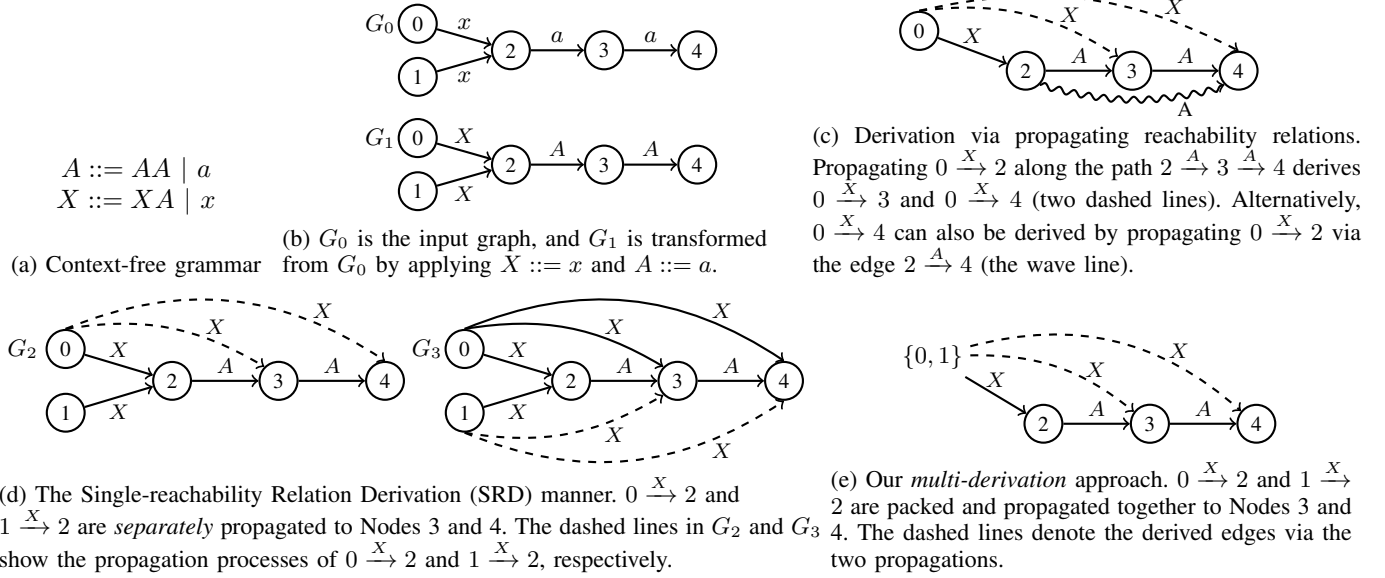 A ::= AA | a
X ::= XA | x
(a) Context-free grammar
G₀ 0 x 2 a 3 a 4
1 x
G₁ 0 X 2 A 3 A 4
1 X
(b) G₀ is the input graph, and G₁ is transformed
from G₀ by applying X ::= x and A ::= a.
X
X
0 X
2 A 3 A 4
A
(c) Derivation via propagating reachability relations.
Propagating 0 –X→ 2 along the path 2 –A→ 3 –A→ 4 derives
0 –X→ 3 and 0 –X→ 4 (two dashed lines). Alternatively,
0 –X→ 4 can also be derived by propagating 0 –X→ 2 via
the edge 2 –A→ 4 (the wave line).
X
X
G₂ 0 X
2 A 3 A 4
1 X
X
X
G₃ 0 X
2 A 3 A 4
1 X
X
X
(d) The Single-reachability Relation Derivation (SRD) manner. 0 –X→ 2 and
1 –X→ 2 are separately propagated to Nodes 3 and 4. The dashed lines in G₂ and G₃
show the propagation processes of 0 –X→ 2 and 1 –X→ 2, respectively.
{0, 1} X
X X
2 A 3 A 4
(e) Our multi-derivation approach. 0 –X→ 2 and 1 –X→
2 are packed and propagated together to Nodes 3 and
4. The dashed lines denote the derived edges via the
two propagations.